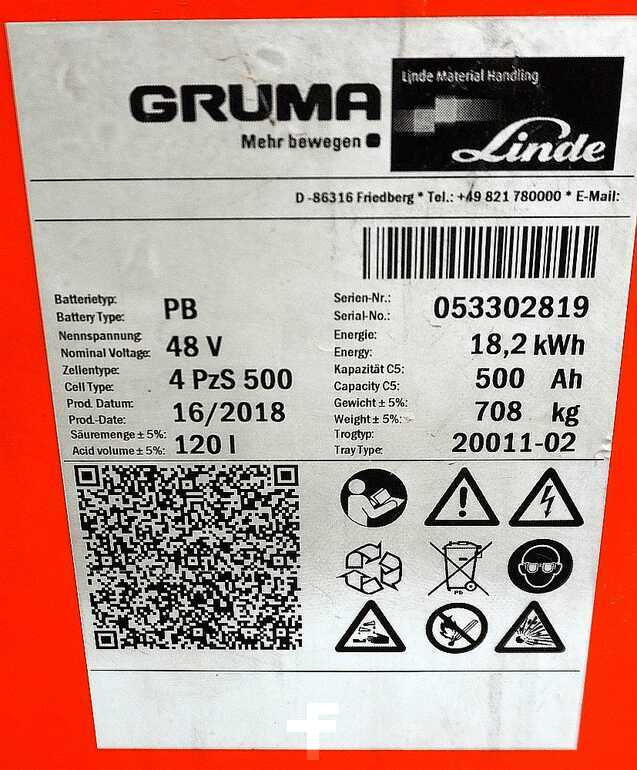 GRUMA
Mehr bewegen
Linde Material Handling
Linde
D -86316 Friedberg * Tel.: +49 821 780000 * E-Mail:
Batterietyp:
Battery Type: PB
Serien-Nr.:
Serial-No.: 053302819
Nennspannung:
Nominal Voltage: 48 V
Energie:
Energy: 18,2 kWh
Zellentype:
Cell Type: 4 PzS 500
Kapazität C5:
Capacity C5: 500 Ah
Prod. Datum:
Prod.-Date: 16/2018
Gewicht ± 5%:
Weight ± 5%: 708 kg
Säuremenge ± 5%:
Acid volume ± 5%: 120 l
Trogtyp:
Tray Type: 20011-02
Pb